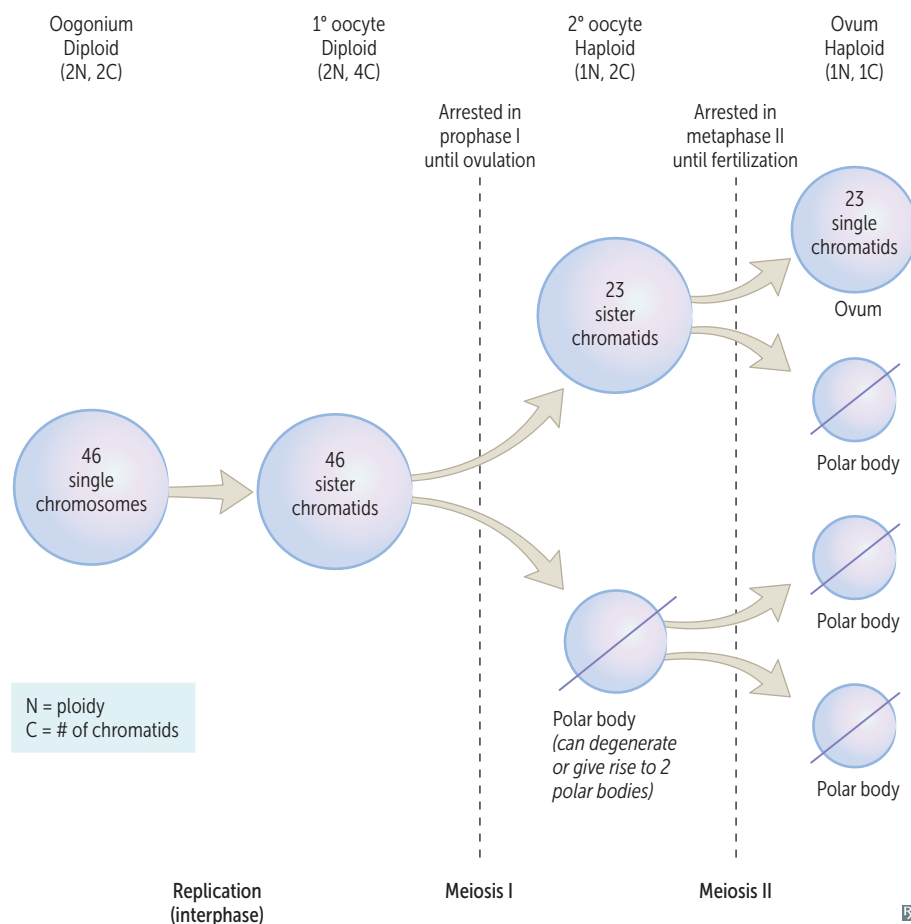 Oogonium
Diploid
(2N, 2C)
1° oocyte
Diploid
(2N, 4C)
2° oocyte
Haploid
(1N, 2C)
Ovum
Haploid
(1N, 1C)
Arrested in
prophase I
until ovulation
Arrested in
metaphase II
until fertilization
23
single
chromatids
Ovum
23
sister
chromatids
Polar body
46
single
chromosomes
46
sister
chromatids
Polar body
Polar body
(can degenerate
or give rise to 2
polar bodies)
Polar body
N = ploidy
C = # of chromatids
Replication
(interphase)
Meiosis I
Meiosis II